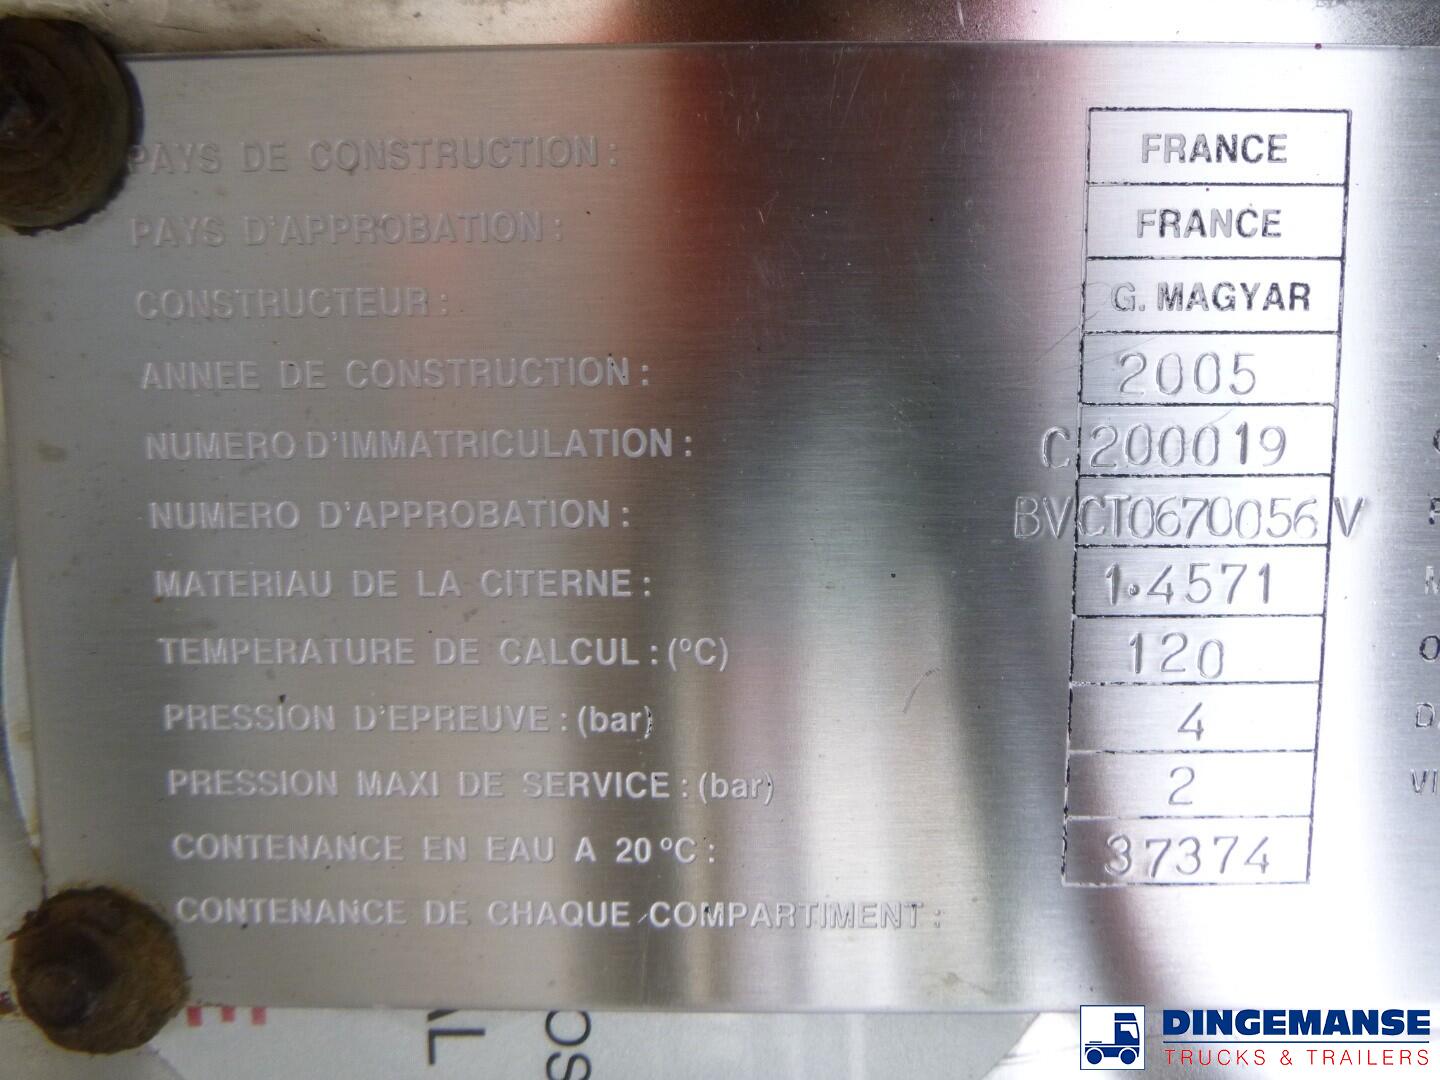 PAYS DE CONSTRUCTION : FRANCE
PAYS D'APPROBATION : FRANCE
CONSTRUCTEUR : G. MAGYAR
ANNEE DE CONSTRUCTION : 2005
NUMERO D'IMMATRICULATION : C 200019
NUMERO D'APPROBATION : BVCT0670056 V
MATERIAU DE LA CITERNE : 1.4571
TEMPERATURE DE CALCUL : (°C) 120
PRESSION D'EPREUVE : (bar) 4
PRESSION MAXI DE SERVICE : (bar) 2
CONTENANCE EN EAU A 20 °C : 37374
CONTENANCE DE CHAQUE COMPARTIMENT :
DINGEMANSE
TRUCKS & TRAILERS